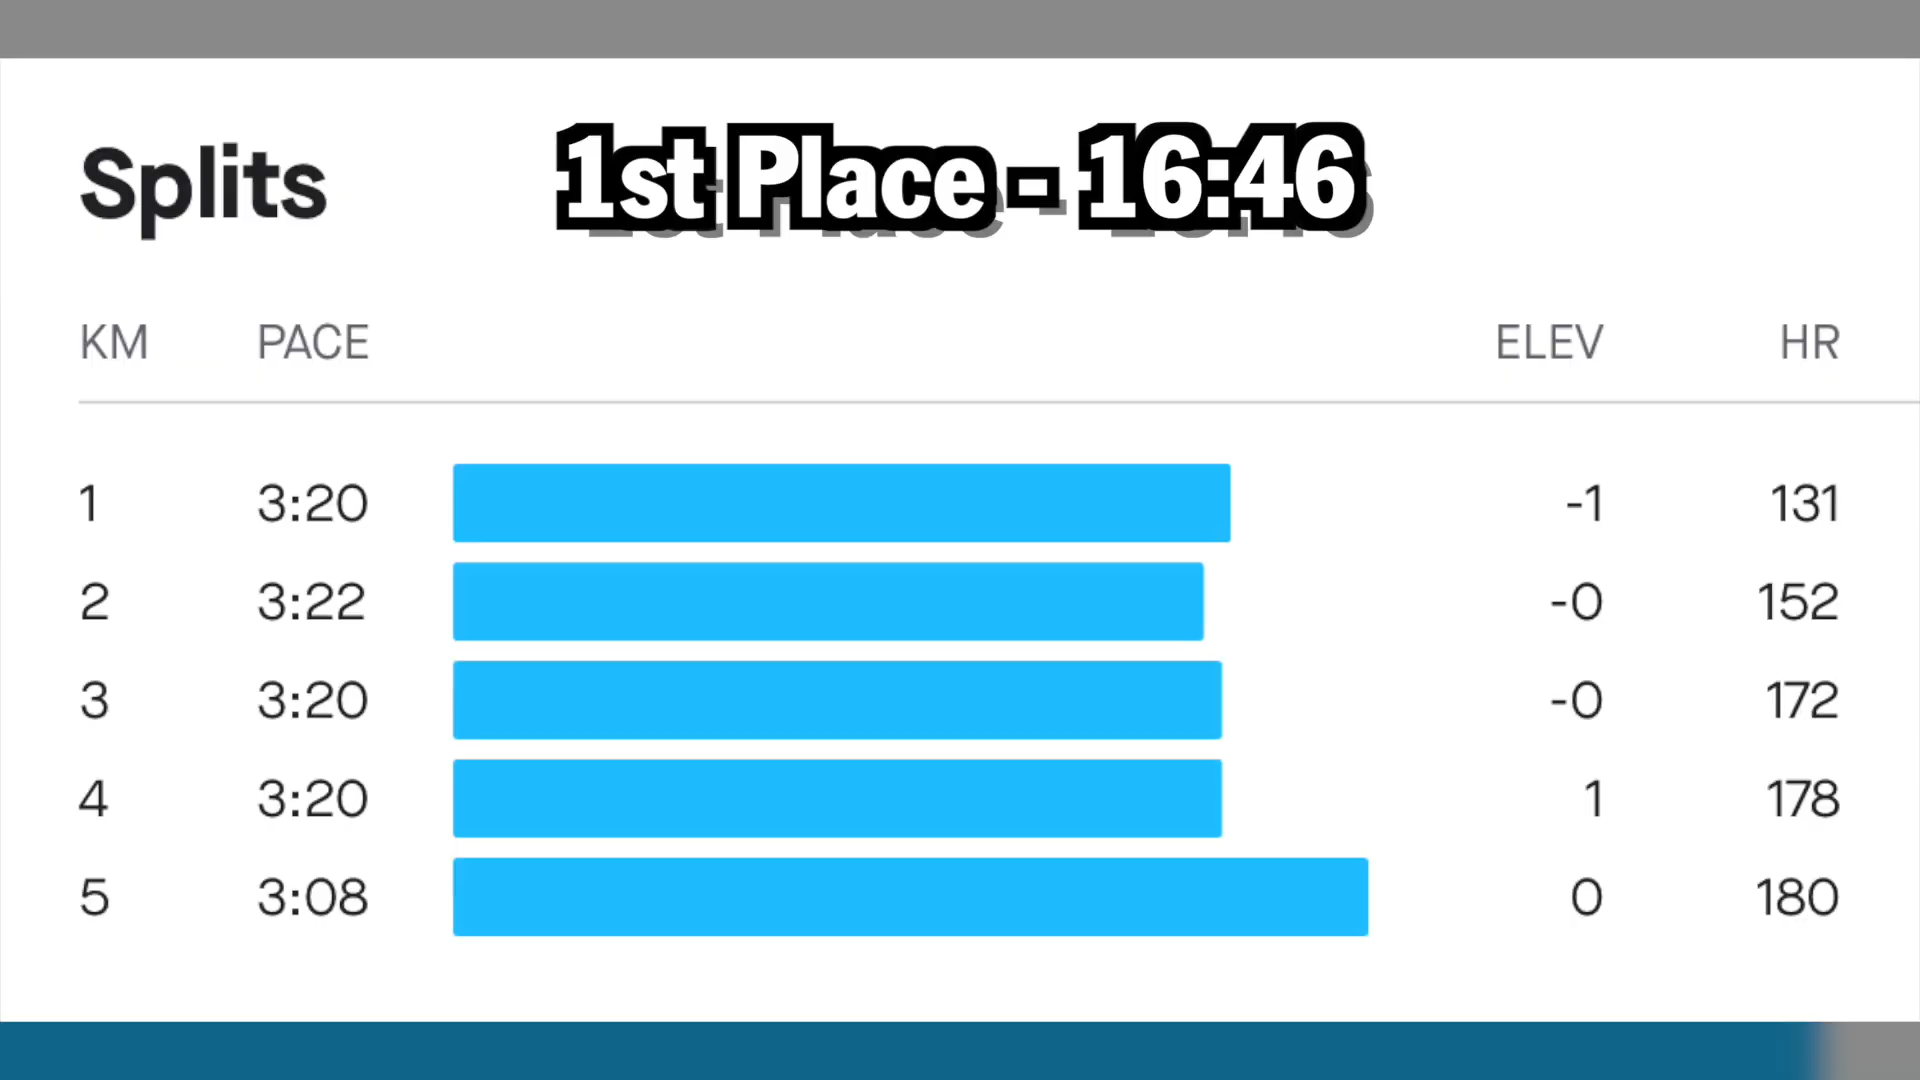 Splits
1st Place - 16:46
KM PACE ELEV HR
1 3:20 -1 131
2 3:22 -0 152
3 3:20 -0 172
4 3:20 1 178
5 3:08 0 180